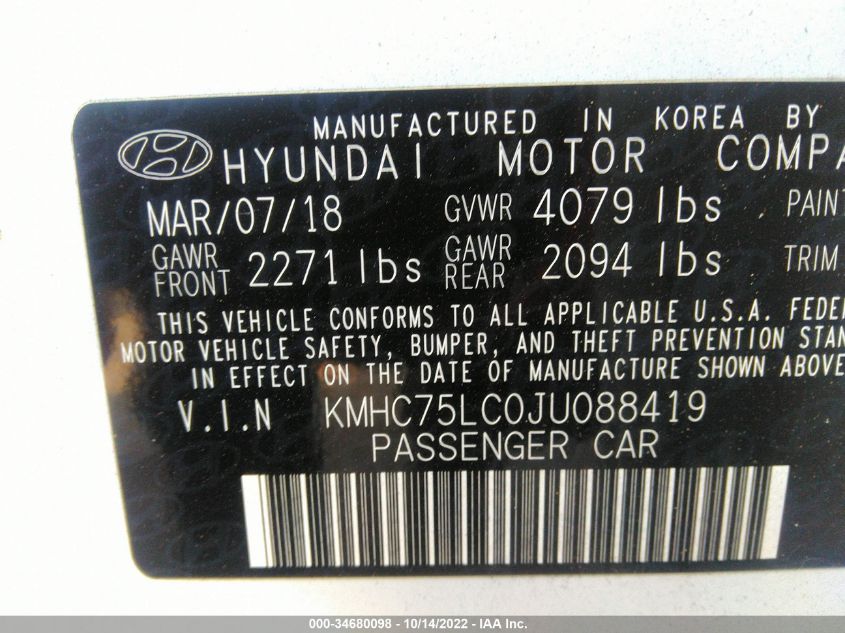 MANUFACTURED IN KOREA BY
HYUNDAI MOTOR COMPA
MAR/07/18 GVWR 4079 lbs PAINT
GAWR FRONT 2271 lbs GAWR REAR 2094 lbs TRIM
THIS VEHICLE CONFORMS TO ALL APPLICABLE U.S.A. FEDE
MOTOR VEHICLE SAFETY, BUMPER, AND THEFT PREVENTION STAN
IN EFFECT ON THE DATE OF MANUFACTURE SHOWN ABOVE
V.I.N KMHC75LC0JU088419
PASSENGER CAR
000-34680098 - 10/14/2022 - IAA Inc.